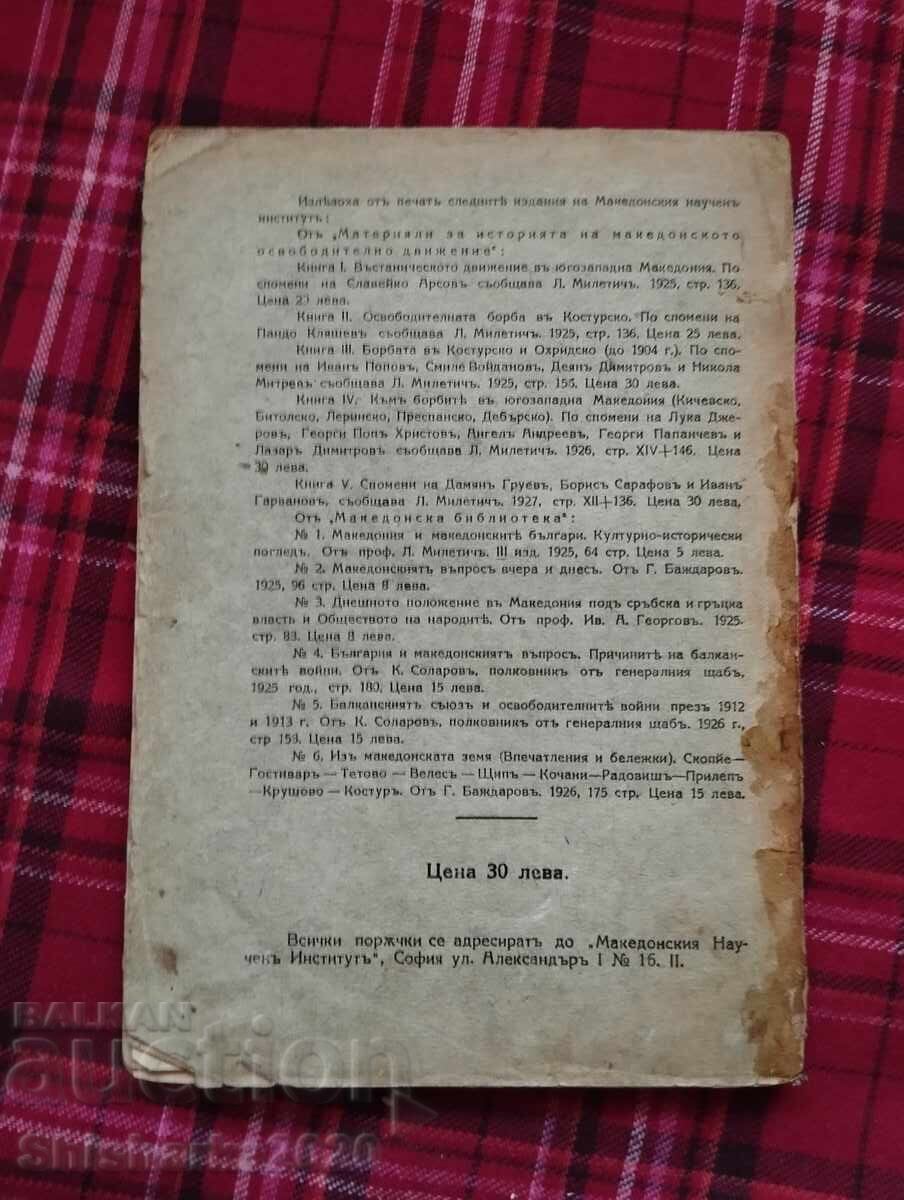 Излѣзоха отъ печать следнитѣ издания на Македонския наученъ
институтъ:
Отъ „Материяли за историята на македонското
освободително движение“:
Книга I. Въстаническото движение въ югозападна Македония. По
спомени на Славейко Арсовъ съобщава Л. Милетичъ. 1925, стр. 136.
Цена 25 лева.
Книга II. Освободителната борба въ Костурско. По спомени на
Пандо Кляшевъ съобщава Л. Милетичъ. 1925, стр. 136. Цена 25 лева.
Книга III. Борбата въ Костурско и Охридско (до 1904 г.). По спо-
мени на Иванъ Поповъ, Смиле Войдановъ, Деянъ Димитровъ и Никола
Митревъ съобщава Л. Милетичъ. 1925, стр. 156. Цена 30 лева.
Книга IV. Къмъ борбитѣ въ югозападна Македония (Кичевско,
Битолско, Леринско, Преспанско, Дебърско). По спомени на Лука Дже-
ровъ, Георги Попъ Христовъ, Ангелъ Андреевъ, Георги Папанчевъ и
Лазаръ Димитровъ съобщава Л. Милетичъ. 1926, стр. XIV+146. Цена
30 лева.
Книга V. Спомени на Дамянъ Груевъ, Борисъ Сарафовъ и Иванъ
Гарвановъ, съобщава Л. Милетичъ. 1927, стр. XII+136. Цена 30 лева.
Отъ „Македонска библиотека“:
№ 1. Македония и македонскитѣ българи. Културно-исторически
погледъ. Отъ проф. Л. Милетичъ. III изд. 1925, 64 стр. Цена 5 лева.
№ 2. Македонскиятъ въпросъ вчера и днесъ. Отъ Г. Баждаровъ.
1925, 96 стр. Цена 8 лева.
№ 3. Днешното положение въ Македония подъ сръбска и гръцка
власть и Обществото на народитѣ. Отъ проф. Ив. А. Георговъ. 1925.
стр. 83. Цена 8 лева.
№ 4. България и македонскиятъ въпросъ. Причинитѣ на балкан-
скитѣ войни. Отъ К. Соларовъ, полковникъ отъ генералния щабъ,
1925 год., стр. 180. Цена 15 лева.
№ 5. Балканскиятъ съюзъ и освободителнитѣ войни презъ 1912
и 1913 г. Отъ К. Соларовъ, полковникъ отъ генералния щабъ. 1926 г.,
стр 153. Цена 15 лева.
№ 6. Изъ македонската земя (Впечатления и бележки). Скопйе—
Гостиваръ — Тетово — Велесъ — Щипъ — Кочани—Радовишъ—Прилепъ
—Крушово — Костуръ. Отъ Г. Баждаровъ. 1926, 175 стр. Цена 15 лева.
Цена 30 лева.
Всички порѫчки се адресиратъ до „Македонския Нау-
ченъ Институтъ“, София ул. Александъръ I № 16. II.
BALKAN
auction
Shisharka2020